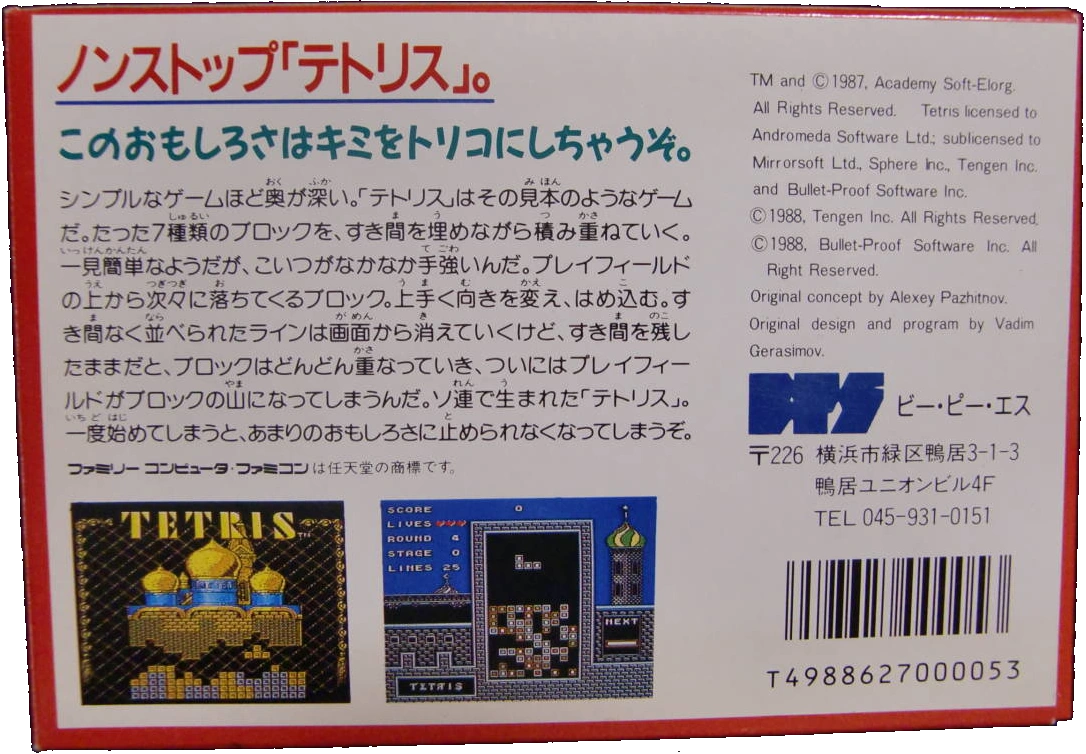 ノンストップ「テトリス」。
このおもしろさはキミをトリコにしちゃうぞ。
シンプルなゲームほど奥が深い。「テトリス」はその見本のようなゲーム
だ。たった7種類のブロックを、すき間を埋めながら積み重ねていく。
一見簡単なようだが、こいつがなかなか手強いんだ。プレイフィールド
の上から次々に落ちてくるブロック。上手く向きを変え、はめ込む。す
き間なく並べられたラインは画面から消えていくけど、すき間を残し
たままだと、ブロックはどんどん重なっていき、ついにはプレイフィー
ルドがブロックの山になってしまうんだ。ソ連で生まれた「テトリス」。
一度始めてしまうと、あまりのおもしろさに止められなくなってしまうぞ。
ファミリー コンピュータ・ファミコンは任天堂の商標です。
TETRIS™
SCORE 0
LIVES
ROUND 4
STAGE 0
LINES 25
NEXT
TETRIS
TM and ©1987, Academy Soft-Elorg.
All Rights Reserved. Tetris licensed to
Andromeda Software Ltd.; sublicensed to
Mirrorsoft Ltd., Sphere Inc., Tengen Inc.
and Bullet-Proof Software Inc.
©1988, Tengen Inc. All Rights Reserved.
©1988, Bullet-Proof Software Inc. All
Right Reserved.
Original concept by Alexey Pazhitnov.
Original design and program by Vadim
Gerasimov.
BPS ビー・ピー・エス
〒226 横浜市緑区鴨居3-1-3
鴨居ユニオンビル4F
TEL 045-931-0151
T4988627000053